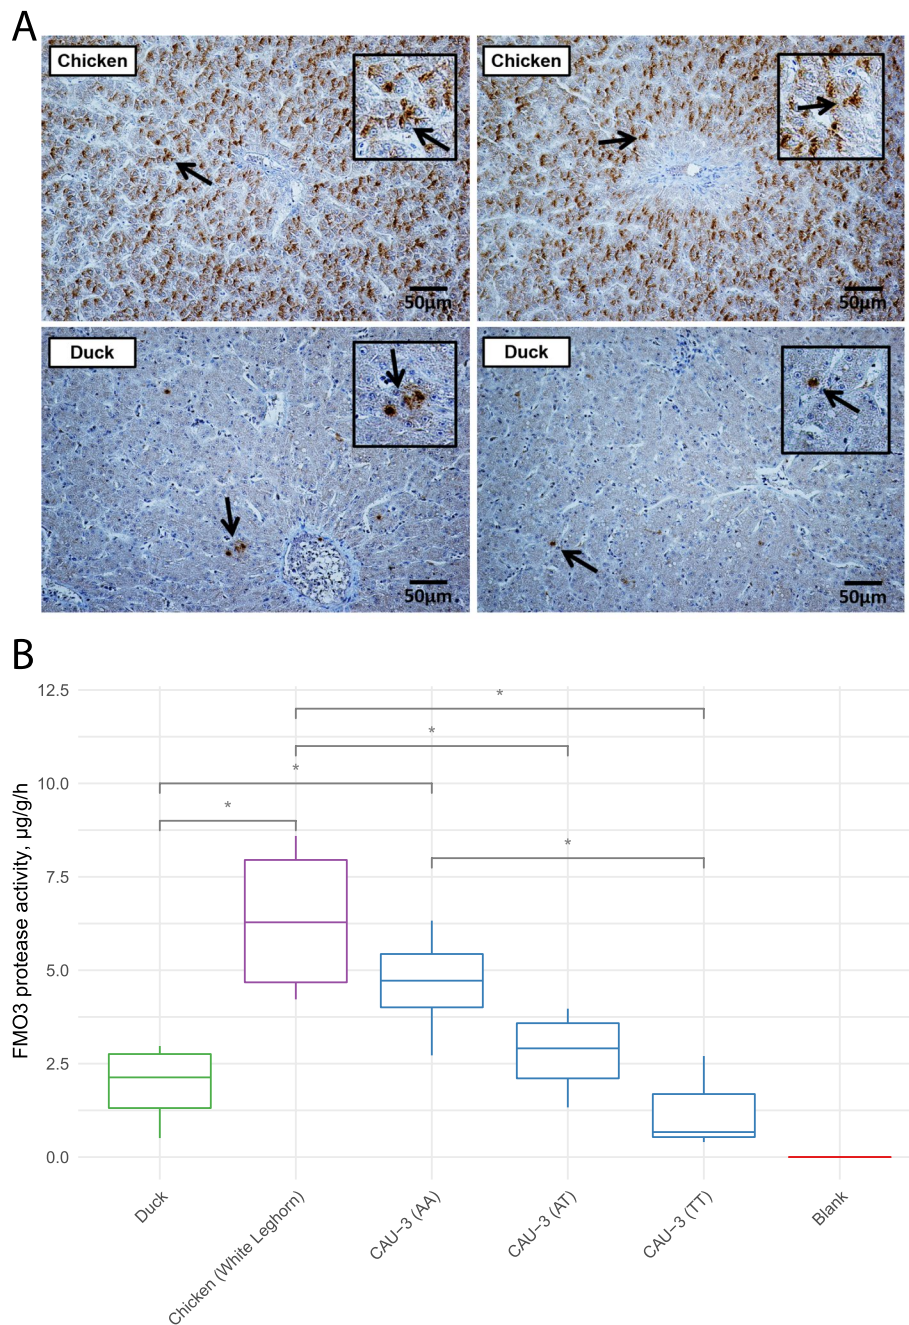 A
Chicken
Chicken
50µm
50µm
Duck
Duck
50µm
50µm
B
12.5
10.0
7.5
5.0
2.5
0.0
FMO3 protease activity, µg/g/h
*
*
*
*
*
Duck
Chicken (White Leghorn)
CAU−3 (AA)
CAU−3 (AT)
CAU−3 (TT)
Blank